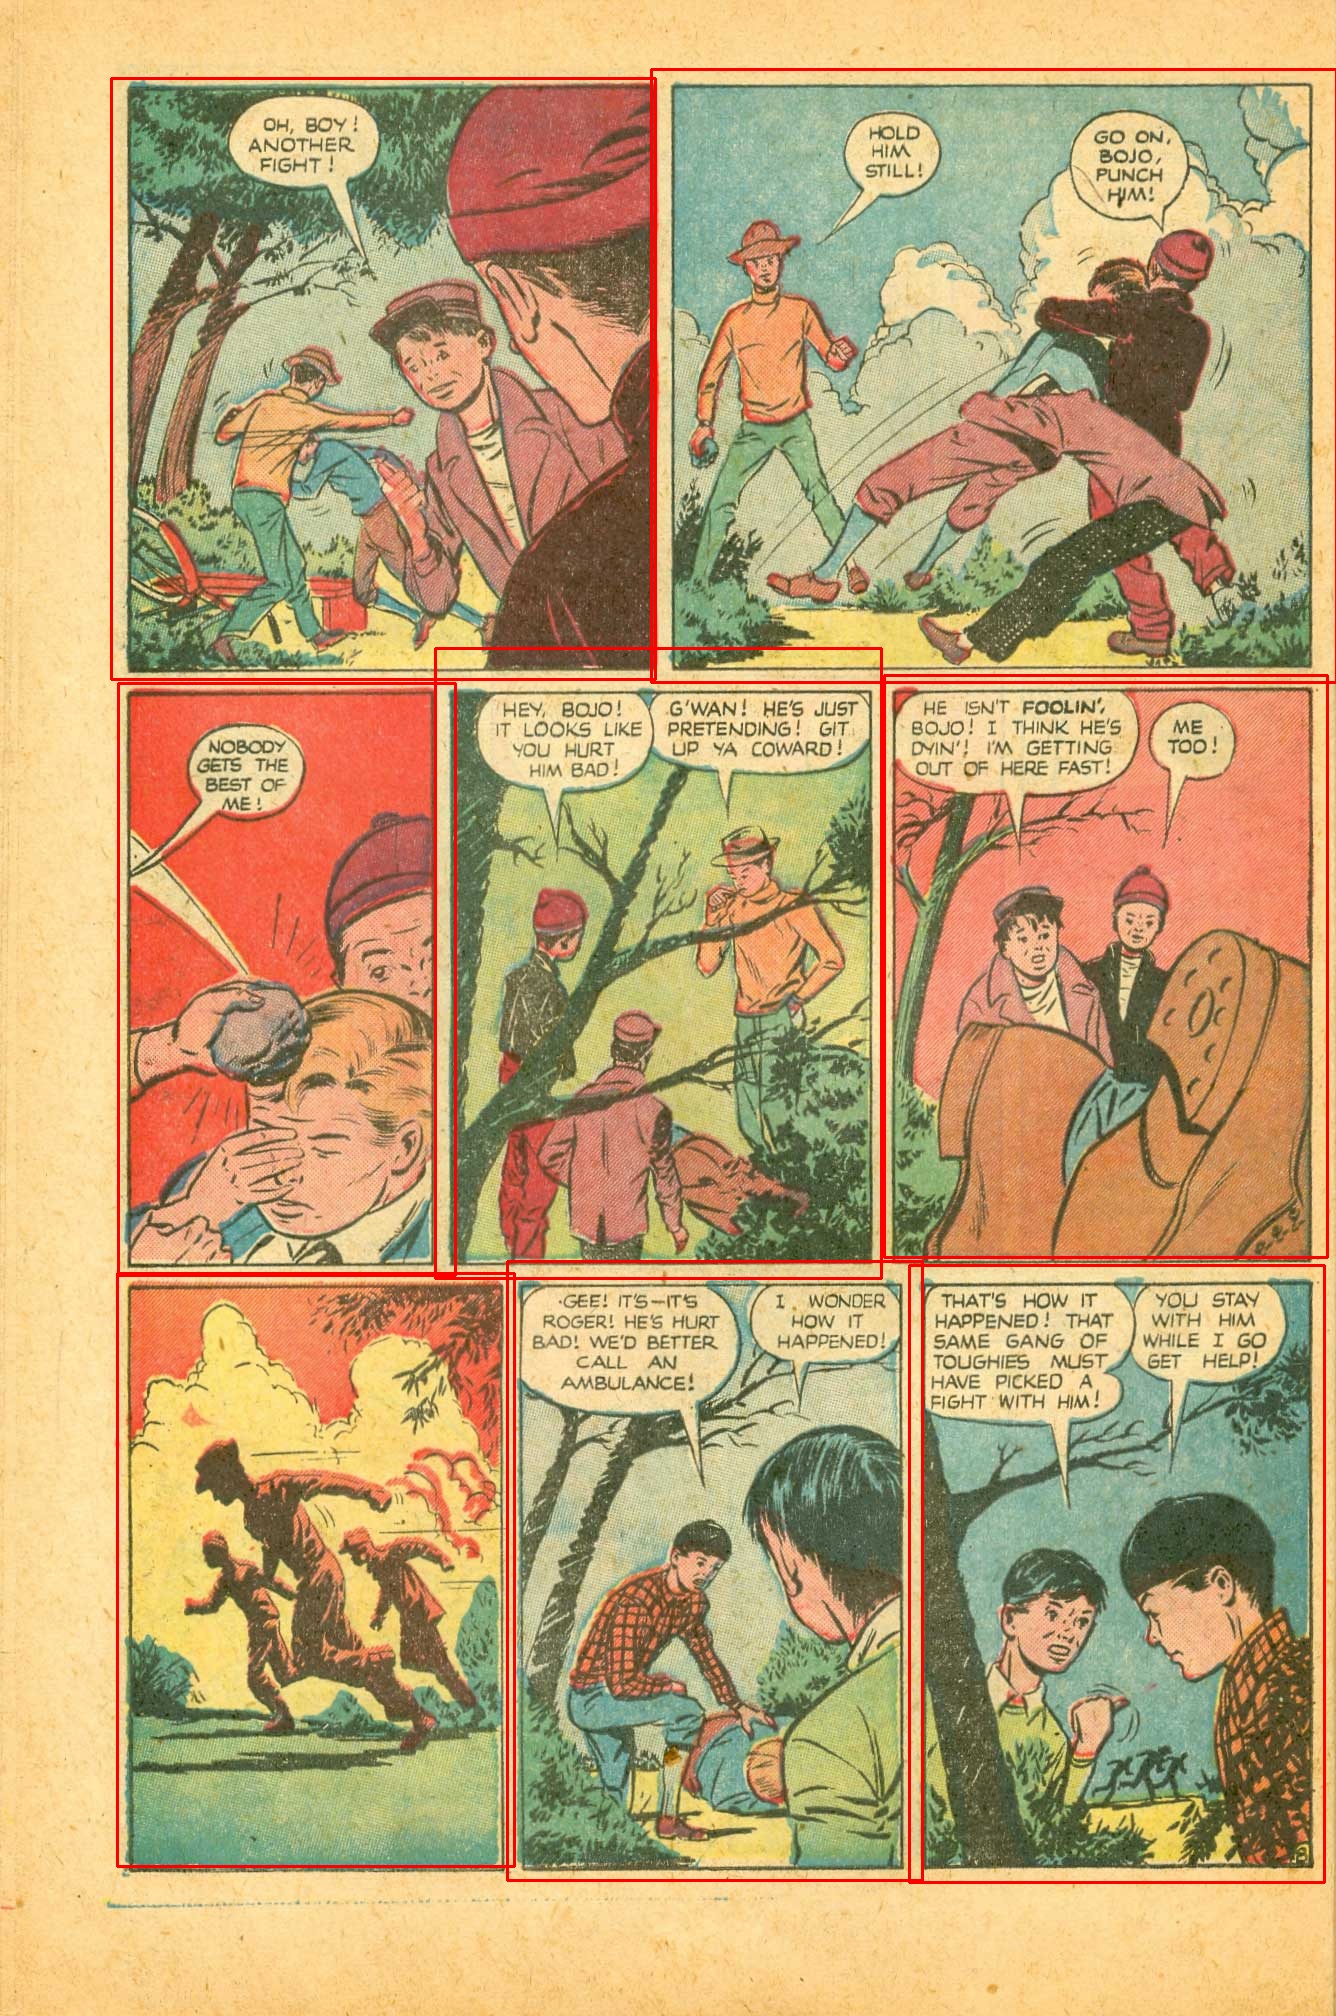 OH, BOY!
ANOTHER
FIGHT!
HOLD
HIM
STILL!
GO ON,
BOJO,
PUNCH
HIM!
NOBODY
GETS THE
BEST OF
ME!
HEY, BOJO!
IT LOOKS LIKE
YOU HURT
HIM BAD!
G'WAN! HE'S JUST
PRETENDING! GIT
UP YA COWARD!
HE ISN'T FOOLIN',
BOJO! I THINK HE'S
DYIN'! I'M GETTING
OUT OF HERE FAST!
ME
TOO!
GEE! IT'S—IT'S
ROGER! HE'S HURT
BAD! WE'D BETTER
CALL AN
AMBULANCE!
I WONDER
HOW IT
HAPPENED!
THAT'S HOW IT
HAPPENED! THAT
SAME GANG OF
TOUGHIES MUST
HAVE PICKED A
FIGHT WITH HIM!
YOU STAY
WITH HIM
WHILE I GO
GET HELP!